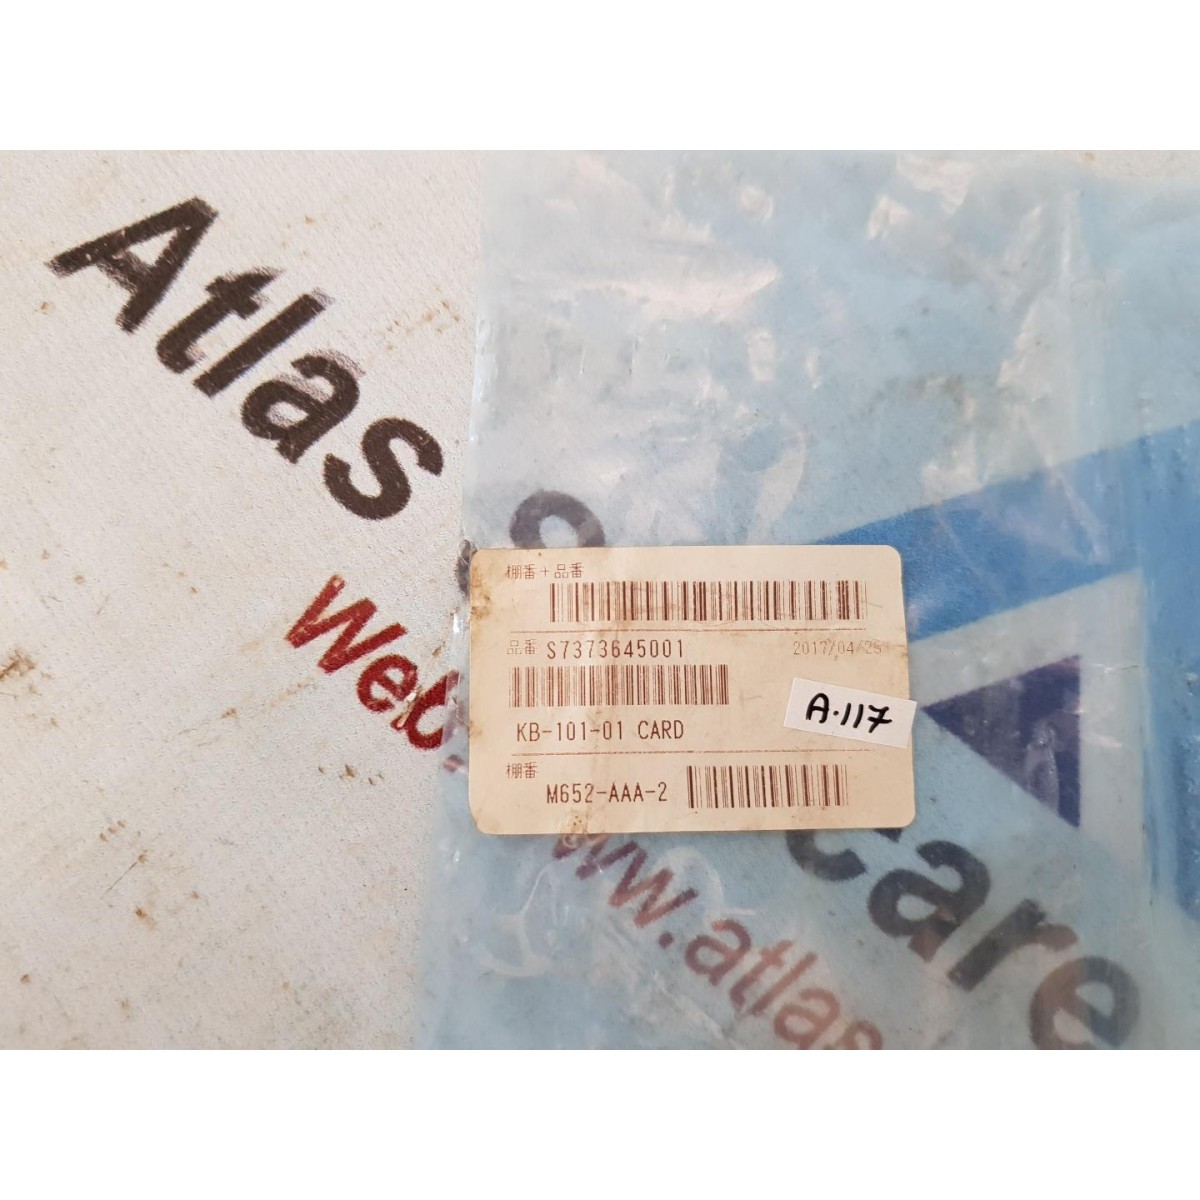 Atlas
Web:
www.atlas
care
棚番+品番
品番 S7373645001
2017/04/25
KB-101-01 CARD
A.117
棚番
M652-AAA-2